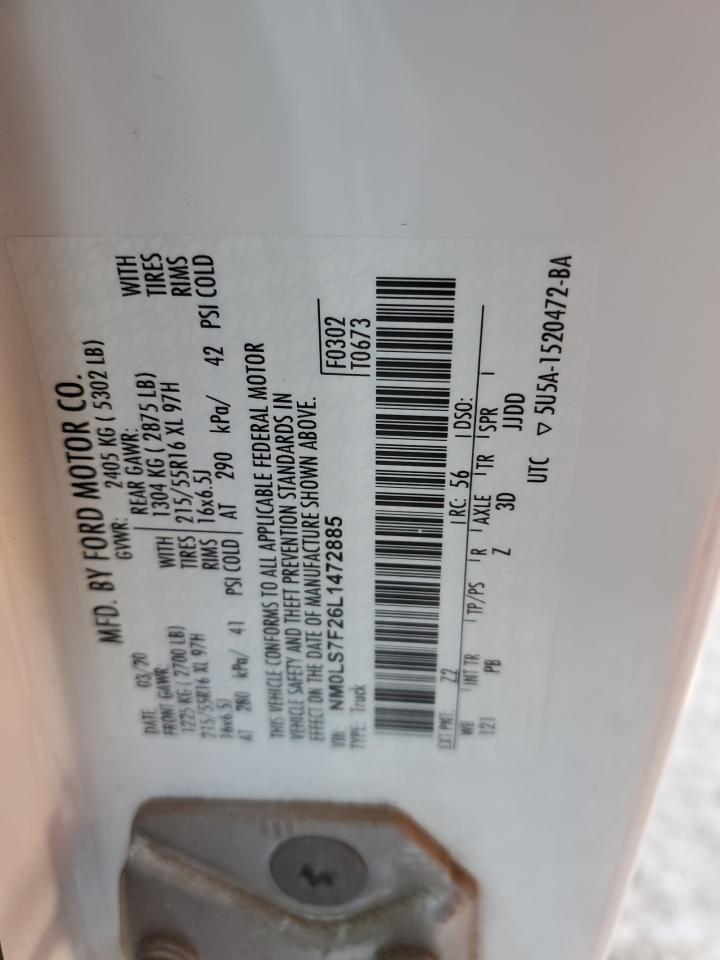 MFD. BY FORD MOTOR CO.
DATE: 03/20 GVWR: 2405 KG ( 5302 LB)
FRONT GAWR: REAR GAWR:
1225 KG ( 2700 LB) WITH 1304 KG ( 2875 LB) WITH
215/55R16 XL 97H TIRES 215/55R16 XL 97H TIRES
16x6.5J RIMS 16x6.5J RIMS
AT 280 kPa/ 41 PSI COLD AT 290 kPa/ 42 PSI COLD
THIS VEHICLE CONFORMS TO ALL APPLICABLE FEDERAL MOTOR
VEHICLE SAFETY AND THEFT PREVENTION STANDARDS IN
EFFECT ON THE DATE OF MANUFACTURE SHOWN ABOVE.
VIN: NM0LS7F26L1472885 F0302
TYPE: Truck T0673
EXT PNT: Z2 RC: 56 DSO:
WB INT TR TP/PS R AXLE TR SPR
121 PB Z 3D JJDD
UTC ▽ 5U5A-1520472-BA